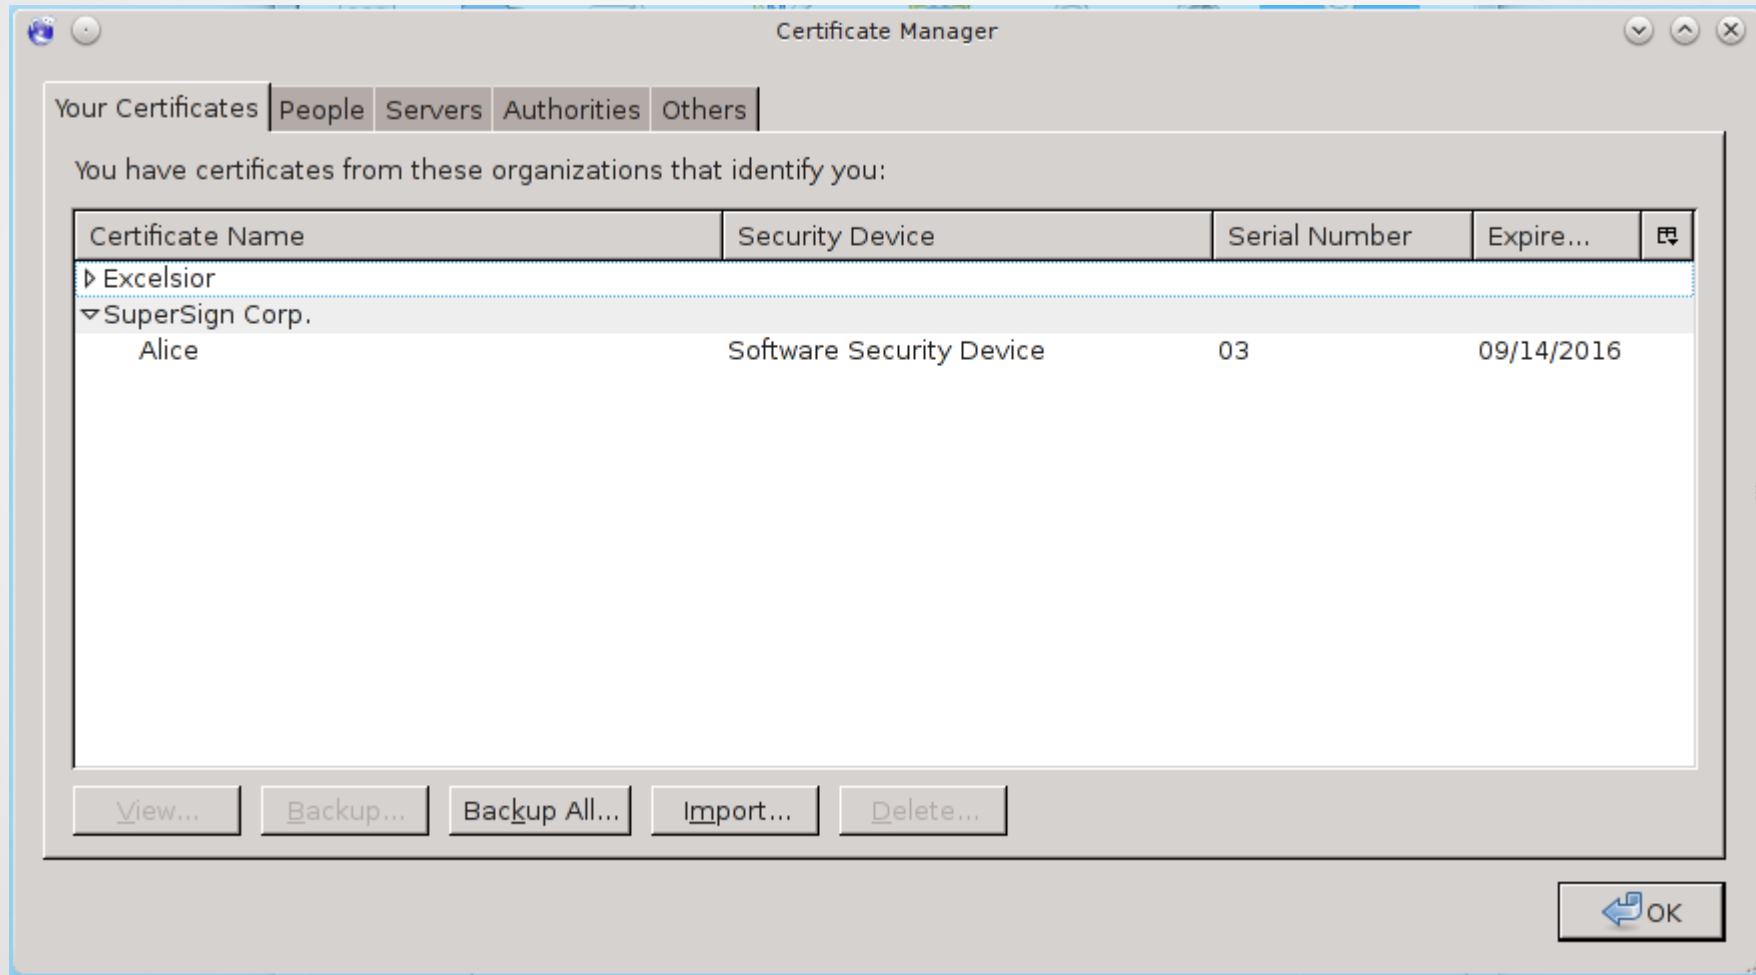 Certificate Manager
Your Certificates People Servers Authorities Others
You have certificates from these organizations that identify you:
Certificate Name Security Device Serial Number Expire...
Excelsior
SuperSign Corp.
Alice Software Security Device 03 09/14/2016
View... Backup... Backup All... Import... Delete...
OK